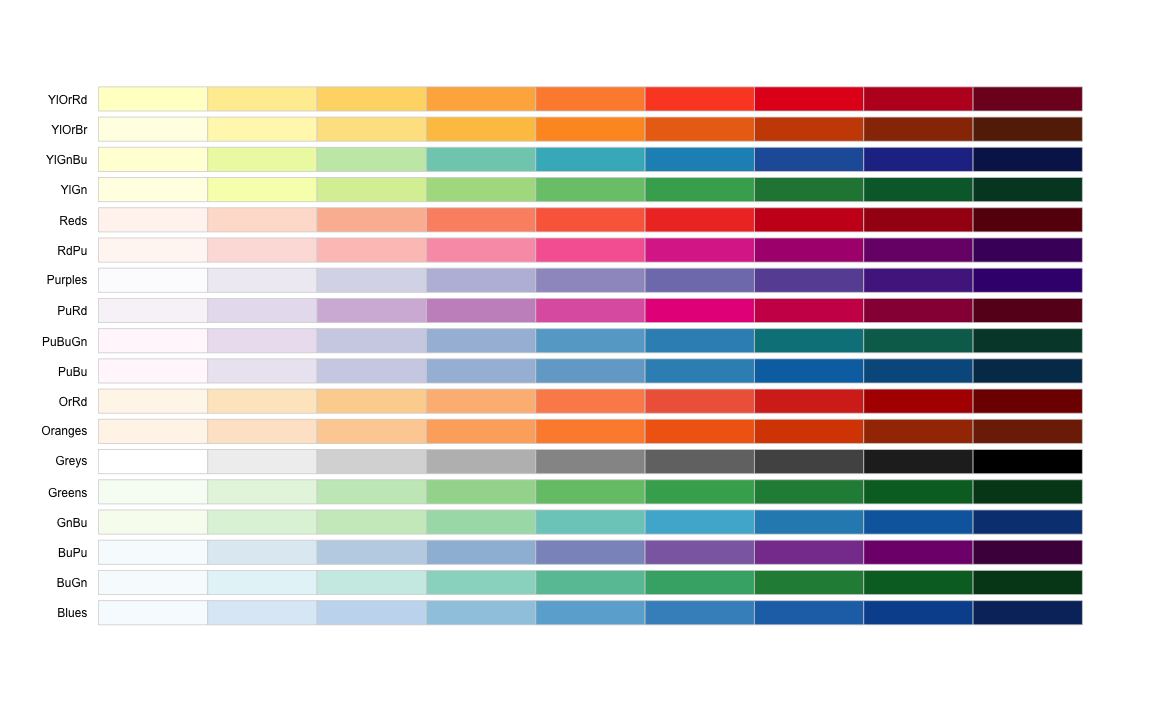 YlOrRd
YlOrBr
YlGnBu
YlGn
Reds
RdPu
Purples
PuRd
PuBuGn
PuBu
OrRd
Oranges
Greys
Greens
GnBu
BuPu
BuGn
Blues